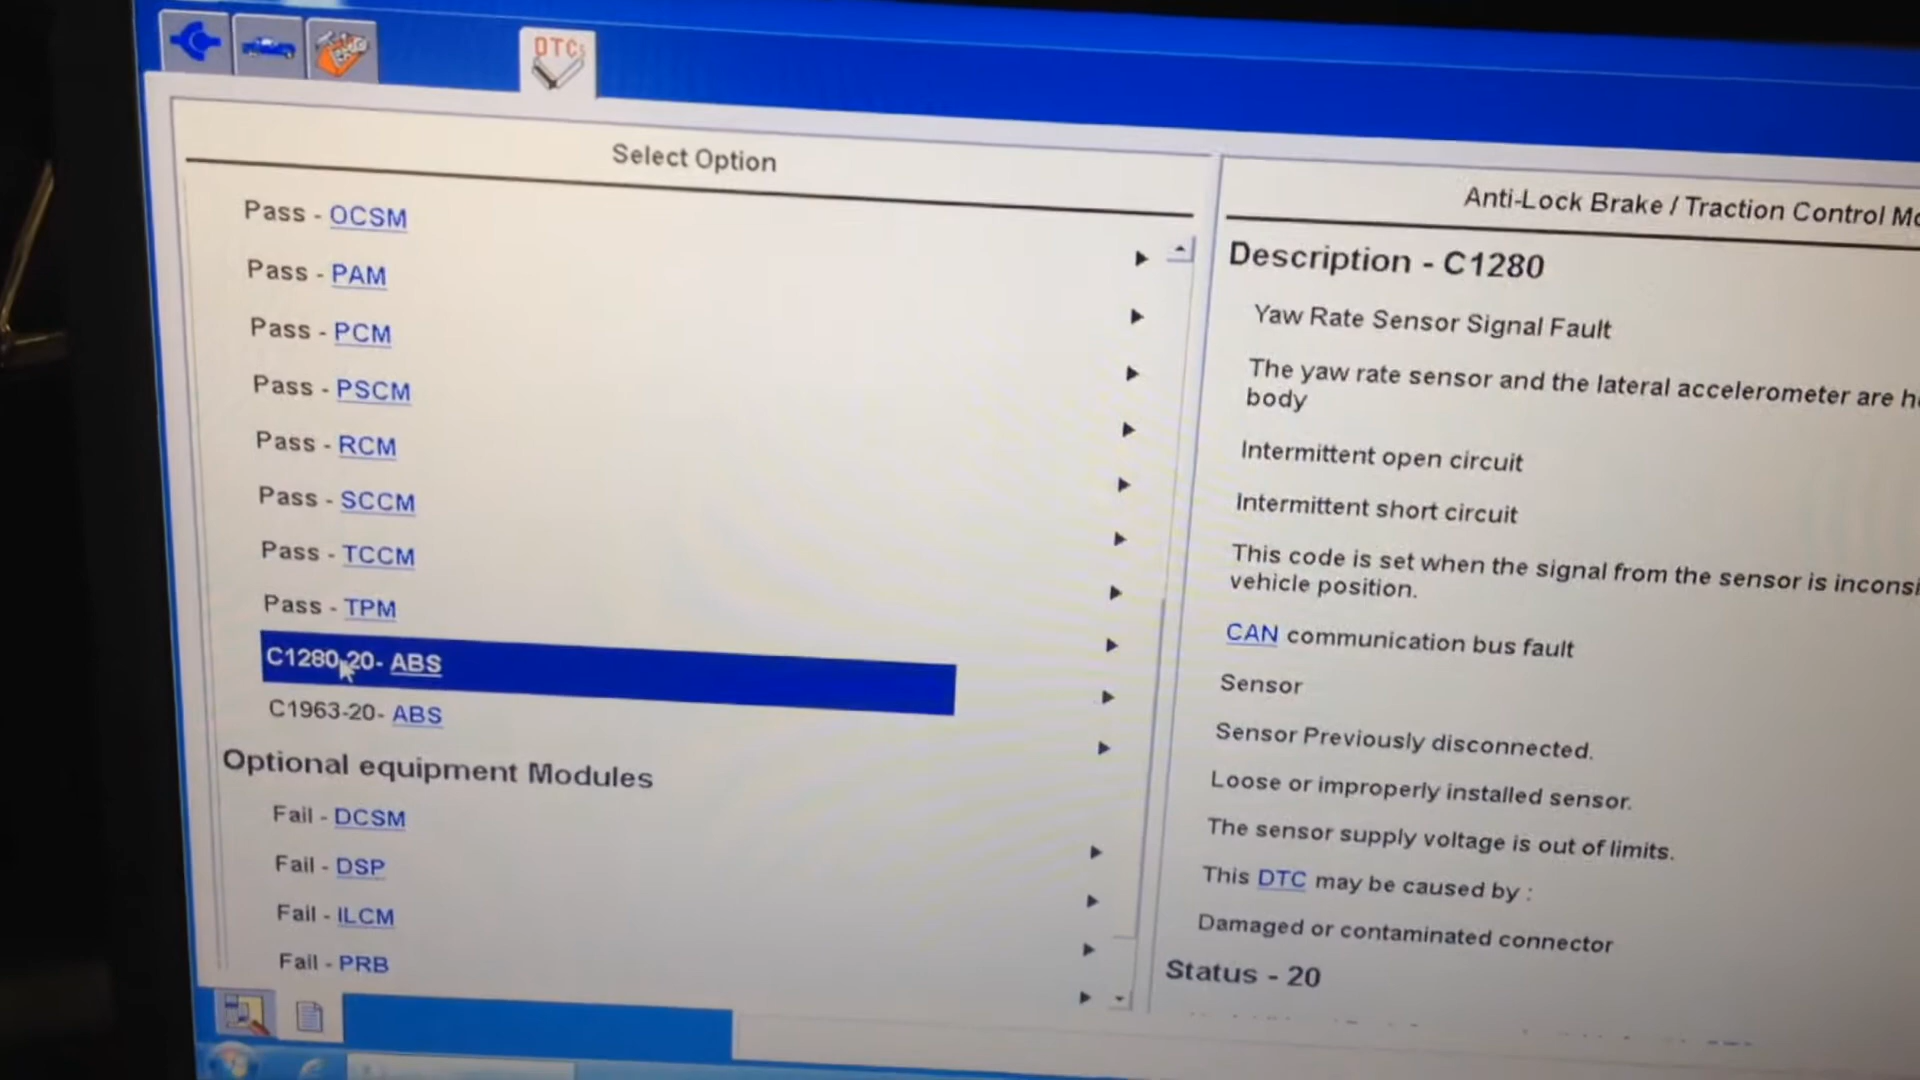 DTCs
Select Option
Pass - OCSM
Pass - PAM
Pass - PCM
Pass - PSCM
Pass - RCM
Pass - SCCM
Pass - TCCM
Pass - TPM
C1280-20- ABS
C1963-20- ABS
Optional equipment Modules
Fail - DCSM
Fail - DSP
Fail - ILCM
Fail - PRB
Anti-Lock Brake / Traction Control
Description - C1280
Yaw Rate Sensor Signal Fault
The yaw rate sensor and the lateral accelerometer are
body
Intermittent open circuit
Intermittent short circuit
This code is set when the signal from the sensor is
vehicle position.
CAN communication bus fault
Sensor
Sensor Previously disconnected.
Loose or improperly installed sensor.
The sensor supply voltage is out of limits.
This DTC may be caused by :
Damaged or contaminated connector
Status - 20